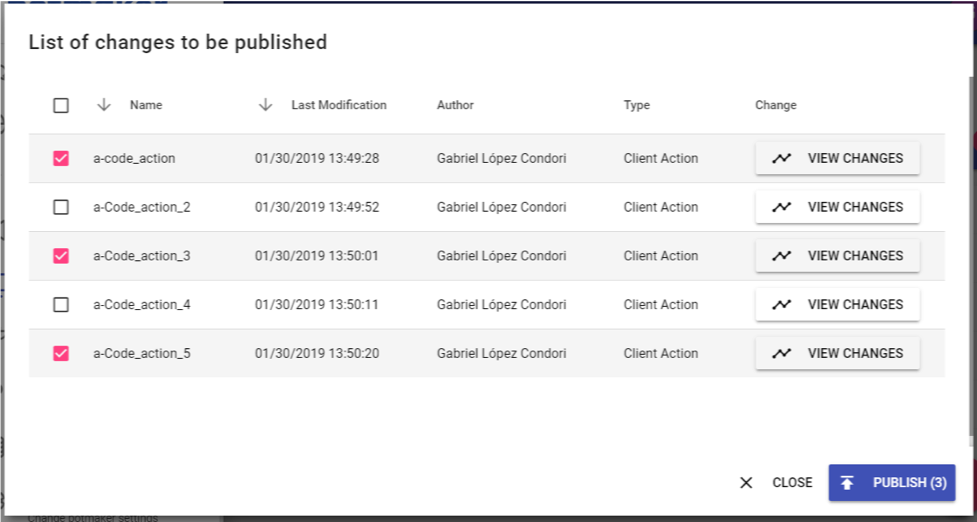 List of changes to be published
Name Last Modification Author Type Change
a-code_action 01/30/2019 13:49:28 Gabriel López Condori Client Action VIEW CHANGES
a-Code_action_2 01/30/2019 13:49:52 Gabriel López Condori Client Action VIEW CHANGES
a-Code_action_3 01/30/2019 13:50:01 Gabriel López Condori Client Action VIEW CHANGES
a-Code_action_4 01/30/2019 13:50:11 Gabriel López Condori Client Action VIEW CHANGES
a-Code_action_5 01/30/2019 13:50:20 Gabriel López Condori Client Action VIEW CHANGES
CLOSE PUBLISH (3)
Change botmaker settings